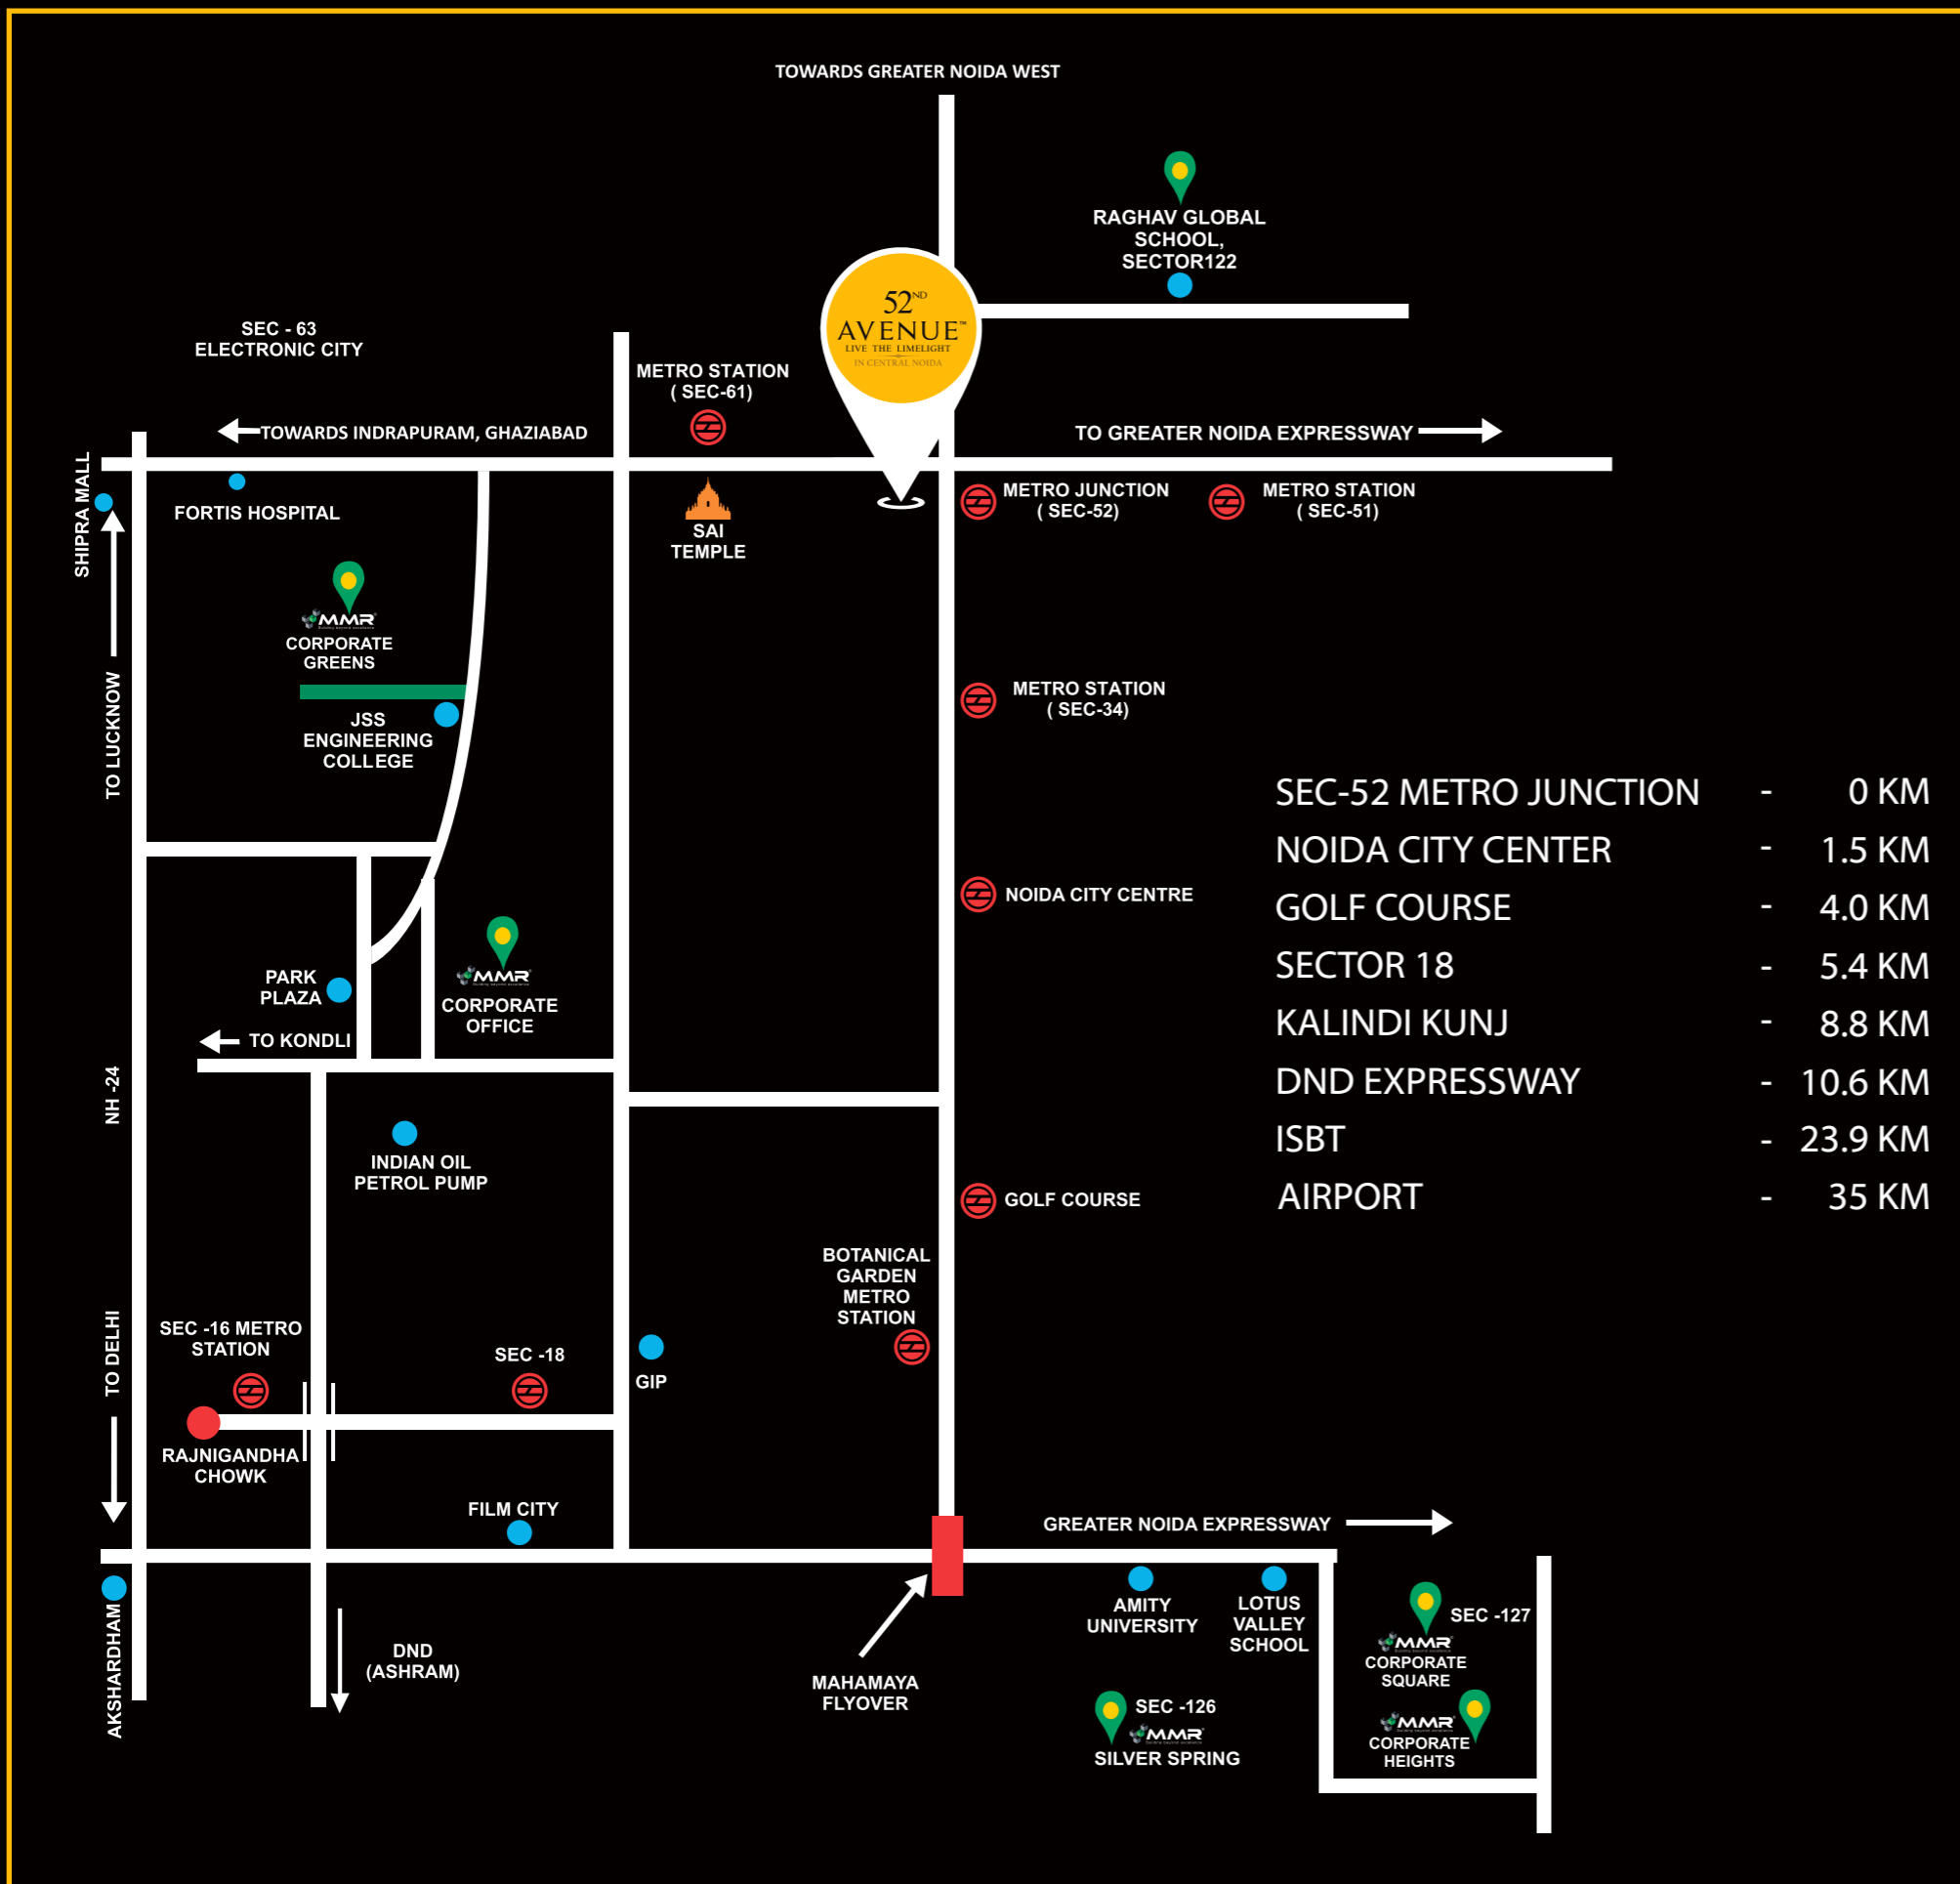 TOWARDS GREATER NOIDA WEST
RAGHAV GLOBAL
SCHOOL,
SECTOR122
52ND
AVENUE™
LIVE THE LIMELIGHT
IN CENTRAL NOIDA
SEC - 63
ELECTRONIC CITY
METRO STATION
( SEC-61)
TOWARDS INDRAPURAM, GHAZIABAD
TO GREATER NOIDA EXPRESSWAY
SHIPRA MALL
FORTIS HOSPITAL
SAI
TEMPLE
METRO JUNCTION
( SEC-52)
METRO STATION
( SEC-51)
MMR
CORPORATE
GREENS
TO LUCKNOW
JSS
ENGINEERING
COLLEGE
METRO STATION
( SEC-34)
SEC-52 METRO JUNCTION - 0 KM
NOIDA CITY CENTER - 1.5 KM
GOLF COURSE - 4.0 KM
SECTOR 18 - 5.4 KM
KALINDI KUNJ - 8.8 KM
DND EXPRESSWAY - 10.6 KM
ISBT - 23.9 KM
AIRPORT - 35 KM
NOIDA CITY CENTRE
PARK
PLAZA
MMR
CORPORATE
OFFICE
TO KONDLI
NH -24
INDIAN OIL
PETROL PUMP
GOLF COURSE
BOTANICAL
GARDEN
METRO
STATION
TO DELHI
SEC -16 METRO
STATION
SEC -18
GIP
RAJNIGANDHA
CHOWK
FILM CITY
GREATER NOIDA EXPRESSWAY
AKSHARDHAM
DND
(ASHRAM)
MAHAMAYA
FLYOVER
AMITY
UNIVERSITY
LOTUS
VALLEY
SCHOOL
SEC -127
MMR
CORPORATE
SQUARE
SEC -126
MMR
SILVER SPRING
MMR
CORPORATE
HEIGHTS